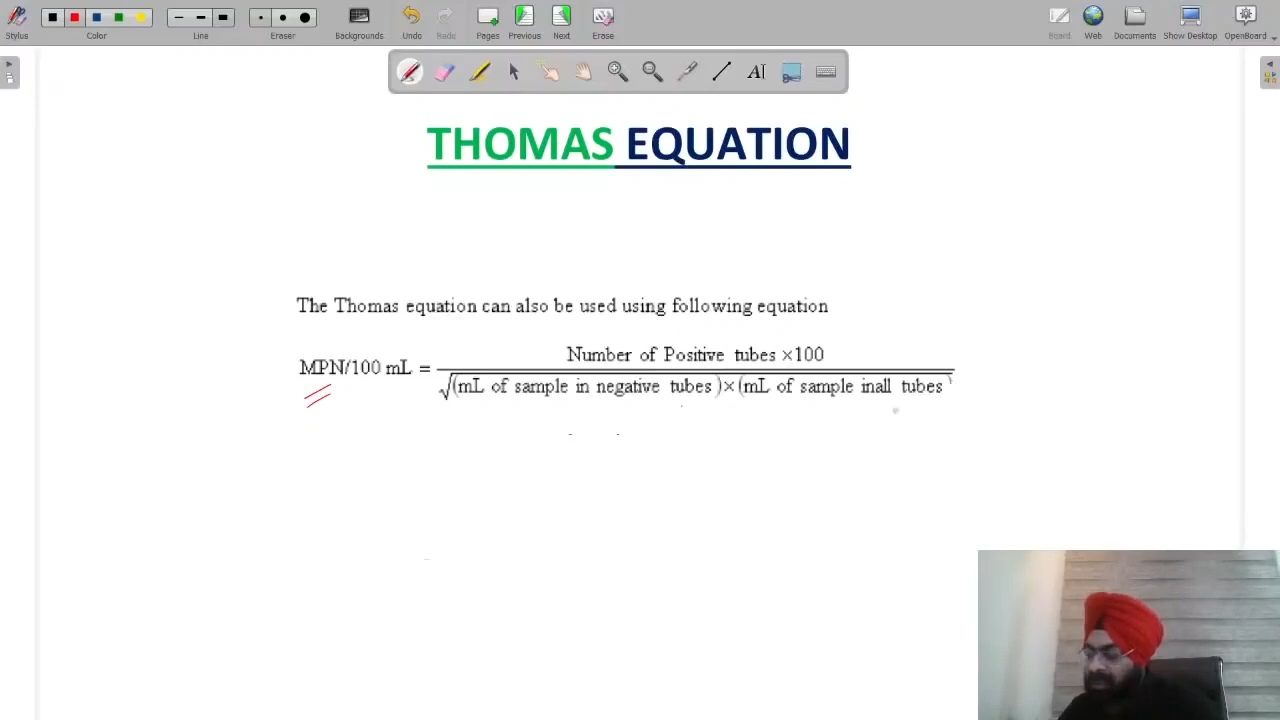 Stylus
Color
Line
Eraser
Backgrounds
Undo
Redo
Pages
Previous
Next
Erase
Board
Web
Documents
Show Desktop
OpenBoard
THOMAS EQUATION
The Thomas equation can also be used using following equation
MPN/100 mL = Number of Positive tubes ×100
√(mL of sample in negative tubes)×(mL of sample inall tubes)